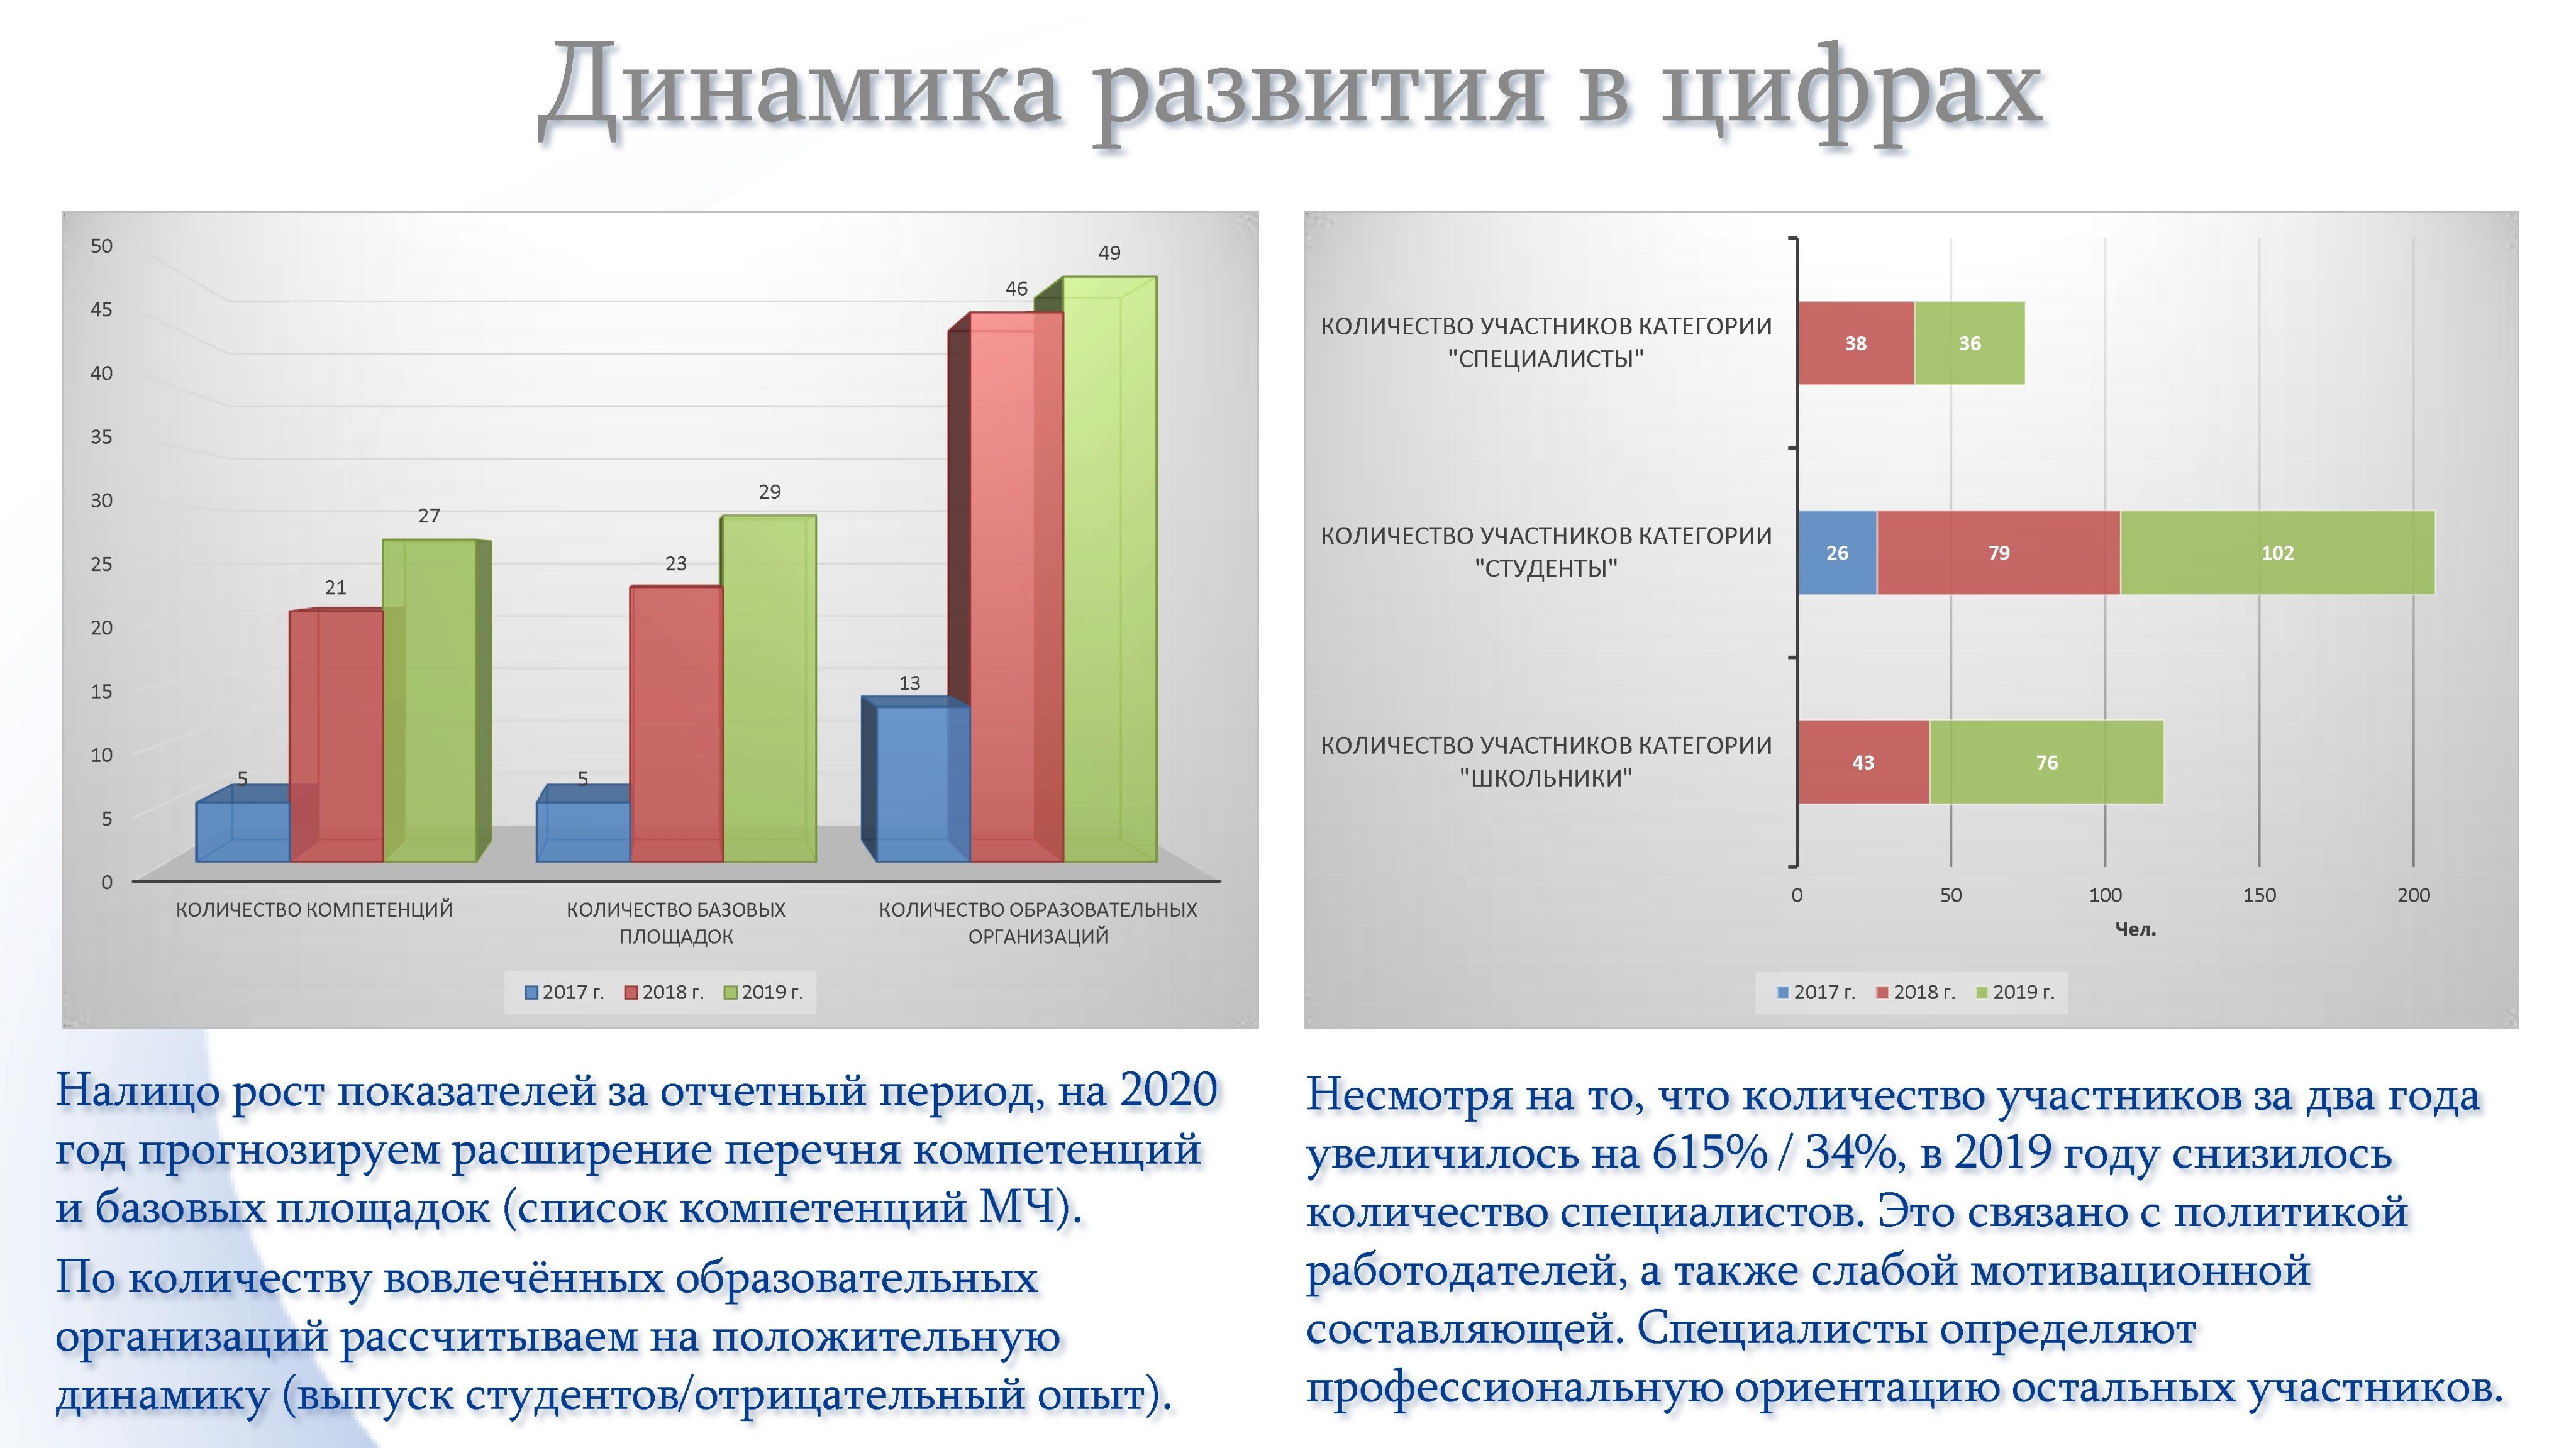 Динамика развития в цифрах
50
45
40
35
30
25
20
15
10
5
0
5
21
27
5
23
29
13
46
49
КОЛИЧЕСТВО КОМПЕТЕНЦИЙ
КОЛИЧЕСТВО БАЗОВЫХ
ПЛОЩАДОК
КОЛИЧЕСТВО ОБРАЗОВАТЕЛЬНЫХ
ОРГАНИЗАЦИЙ
2017 г. 2018 г. 2019 г.
КОЛИЧЕСТВО УЧАСТНИКОВ КАТЕГОРИИ
"СПЕЦИАЛИСТЫ"
38 36
КОЛИЧЕСТВО УЧАСТНИКОВ КАТЕГОРИИ
"СТУДЕНТЫ"
26 79 102
КОЛИЧЕСТВО УЧАСТНИКОВ КАТЕГОРИИ
"ШКОЛЬНИКИ"
43 76
0 50 100 150 200
Чел.
2017 г. 2018 г. 2019 г.
Налицо рост показателей за отчетный период, на 2020
год прогнозируем расширение перечня компетенций
и базовых площадок (список компетенций МЧ).
По количеству вовлечённых образовательных
организаций рассчитываем на положительную
динамику (выпуск студентов/отрицательный опыт).
Несмотря на то, что количество участников за два года
увеличилось на 615% / 34%, в 2019 году снизилось
количество специалистов. Это связано с политикой
работодателей, а также слабой мотивационной
составляющей. Специалисты определяют
профессиональную ориентацию остальных участников.